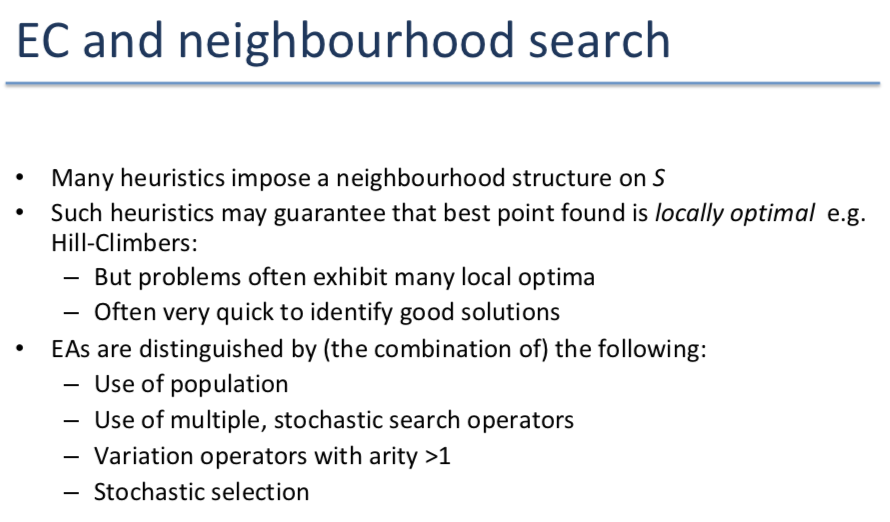 EC and neighbourhood search
• Many heuristics impose a neighbourhood structure on S
• Such heuristics may guarantee that best point found is locally optimal e.g.
Hill-Climbers:
– But problems often exhibit many local optima
– Often very quick to identify good solutions
• EAs are distinguished by (the combination of) the following:
– Use of population
– Use of multiple, stochastic search operators
– Variation operators with arity >1
– Stochastic selection